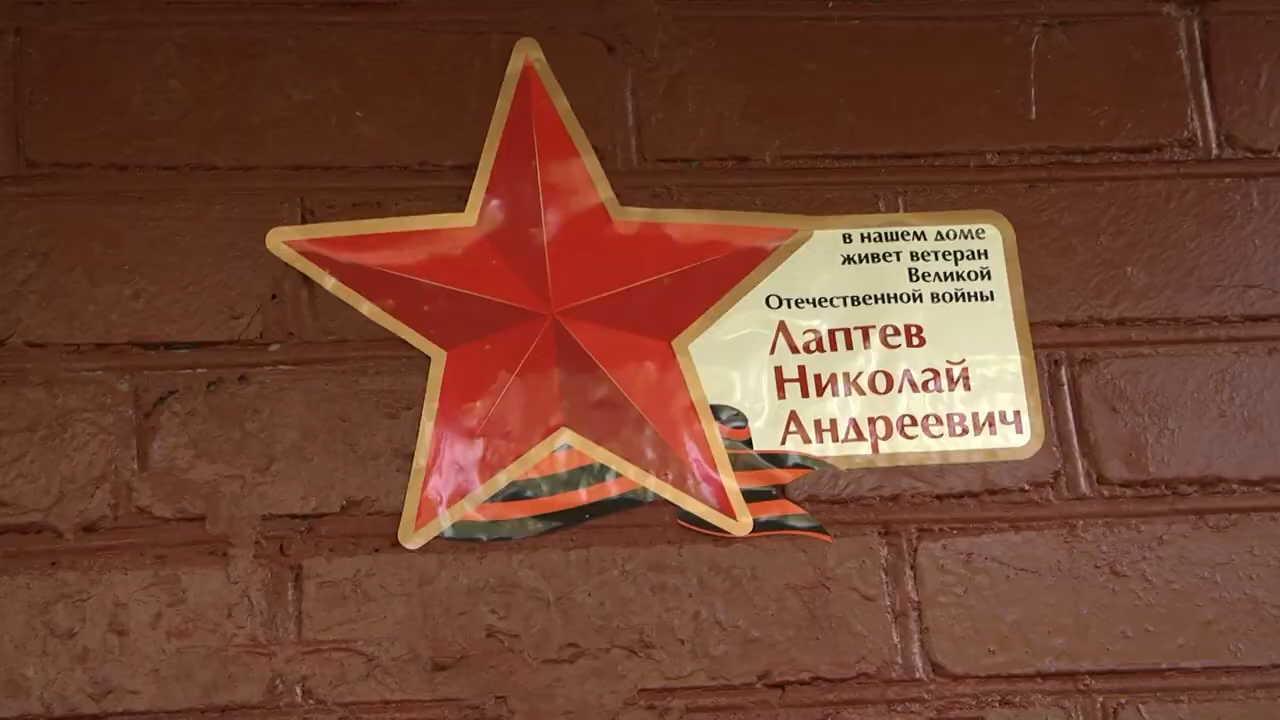 в нашем доме
живет ветеран
Великой
Отечественной войны
Лаптев
Николай
Андреевич